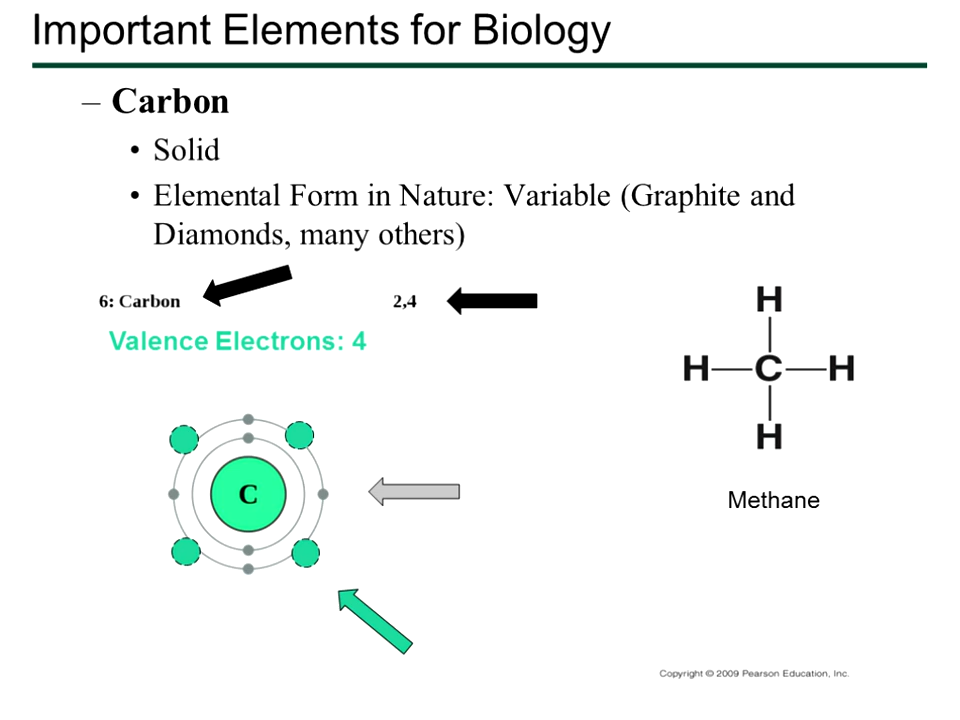 Important Elements for Biology
– Carbon
• Solid
• Elemental Form in Nature: Variable (Graphite and
Diamonds, many others)
6: Carbon 2,4
Valence Electrons: 4
H
H—C—H
H
C
Methane
Copyright © 2009 Pearson Education, Inc.